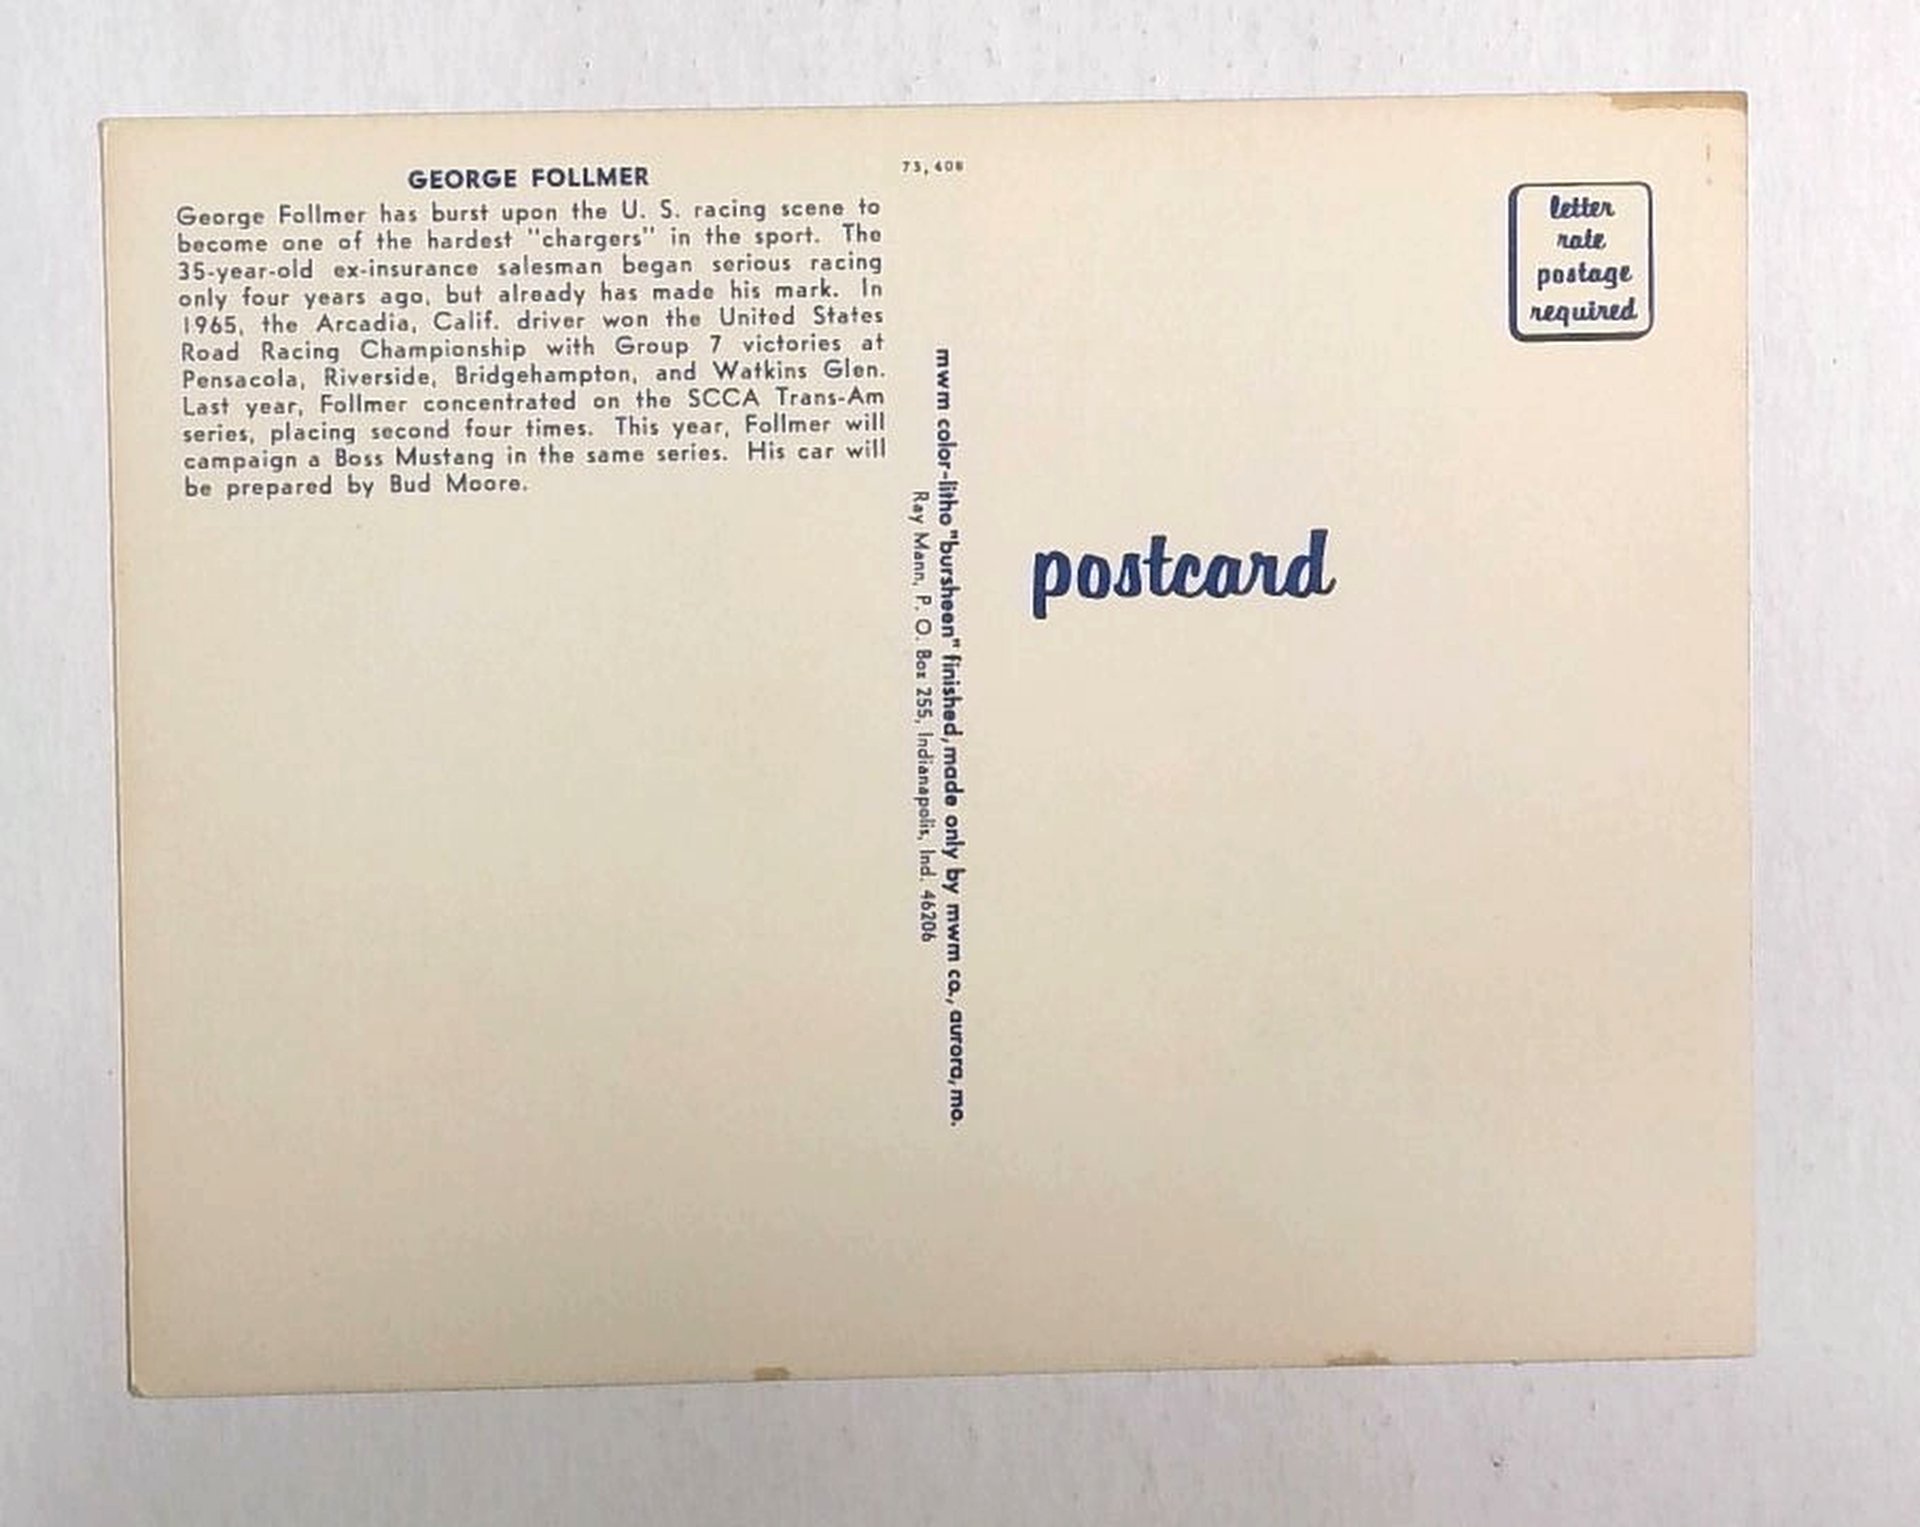 GEORGE FOLLMER
George Follmer has burst upon the U. S. racing scene to
become one of the hardest "chargers" in the sport. The
35-year-old ex-insurance salesman began serious racing
only four years ago, but already has made his mark. In
1965, the Arcadia, Calif. driver won the United States
Road Racing Championship with Group 7 victories at
Pensacola, Riverside, Bridgehampton, and Watkins Glen.
Last year, Follmer concentrated on the SCCA Trans-Am
series, placing second four times. This year, Follmer will
campaign a Boss Mustang in the same series. His car will
be prepared by Bud Moore.
73,408
mwm color-litho "bursheen" finished, made only by mwm co., aurora, mo.
Ray Mann, P. O. Box 255, Indianapolis, Ind. 46206
letter
rate
postage
required
postcard